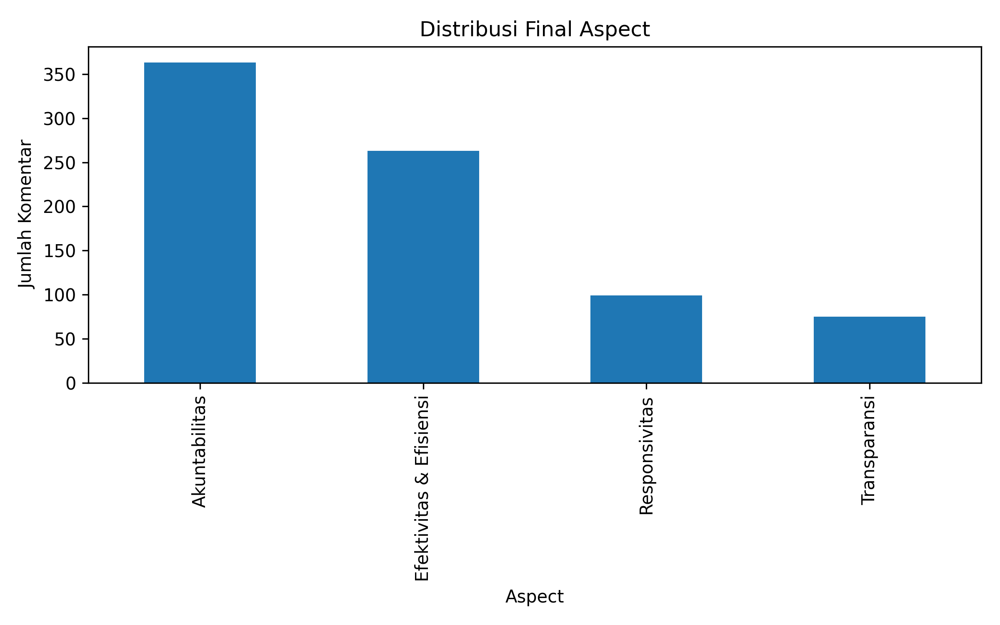 Distribusi Final Aspect
Jumlah Komentar
350
300
250
200
150
100
50
0
Akuntabilitas
Efektivitas & Efisiensi
Responsivitas
Transparansi
Aspect